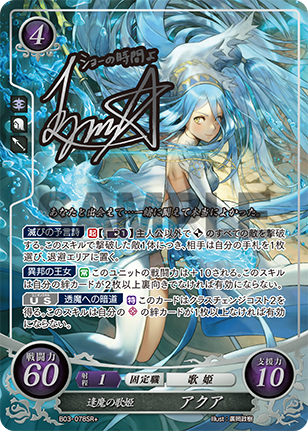 4
ショーの時間よ
あなたと出会えて…一緒に闘えて本当によかった。
滅びの予言詩 起 1 主人公以外で のすべての敵を撃破
する。このスキルで撃破した敵1体につき、相手は自分の手札を1枚
選び、退避エリアに置く。
異邦の王女 常 このユニットの戦闘力は+10される。このスキル
は自分の絆カードが2枚以上裏向きでなければ有効にならない。
US 透魔への暗道 特 このカードはクラスチェンジコスト2を
得る。このスキルは自分の の絆カードが1枚以上なければ有効
にならない。
戦闘力
60
射程
1
固定職
歌姫
支援力
10
透魔の歌姫
アクア
B03-078SR+
Illust: